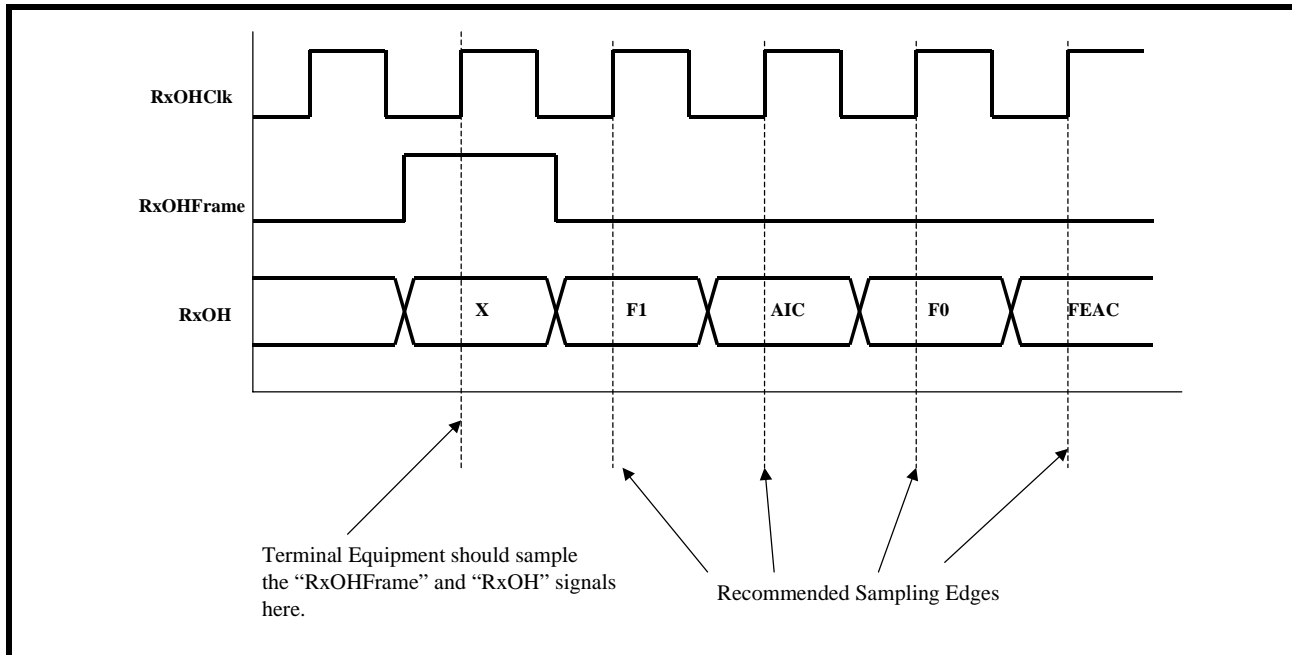 RxOHClk
RxOHFrame
RxOH
X
F1
AIC
F0
FEAC
Terminal Equipment should sample
the “RxOHFrame” and “RxOH” signals
here.
Recommended Sampling Edges